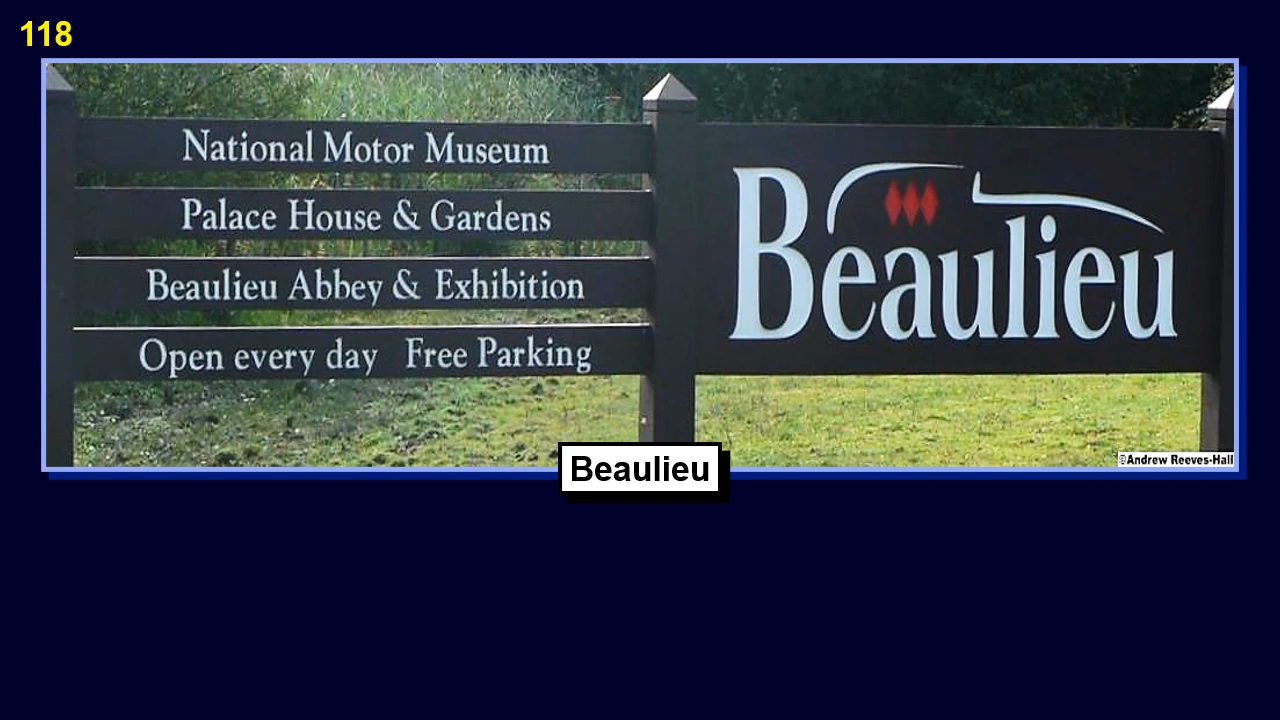 118
National Motor Museum
Palace House & Gardens
Beaulieu Abbey & Exhibition
Open every day Free Parking
Beaulieu
©Andrew Reeves-Hall
Beaulieu